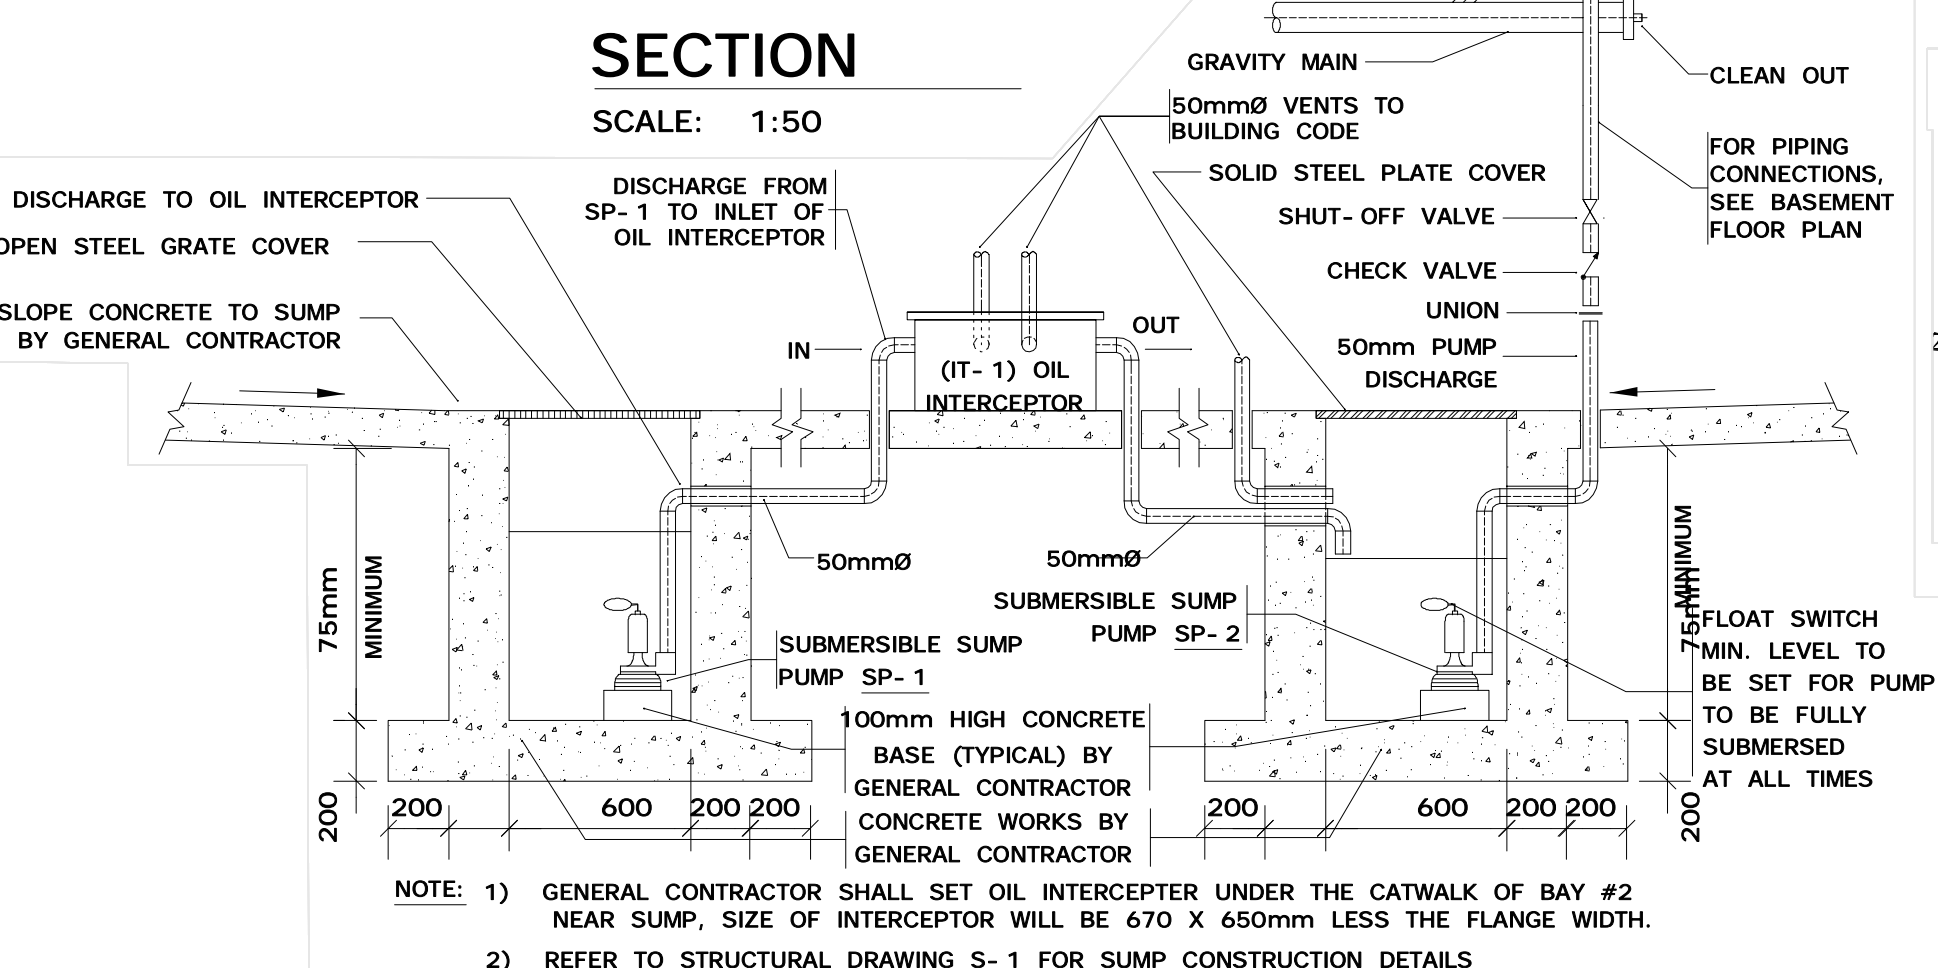 SECTION
SCALE: 1:50
GRAVITY MAIN
CLEAN OUT
50mmØ VENTS TO
BUILDING CODE
FOR PIPING
CONNECTIONS,
SEE BASEMENT
FLOOR PLAN
SOLID STEEL PLATE COVER
DISCHARGE TO OIL INTERCEPTOR
DISCHARGE FROM
SP-1 TO INLET OF
OIL INTERCEPTOR
SHUT-OFF VALVE
OPEN STEEL GRATE COVER
CHECK VALVE
UNION
SLOPE CONCRETE TO SUMP
BY GENERAL CONTRACTOR
IN
OUT
50mm PUMP
DISCHARGE
(IT-1) OIL
INTERCEPTOR
50mmØ
50mmØ
75mm
MINIMUM
MINIMUM
75mm
SUBMERSIBLE SUMP
PUMP SP-2
SUBMERSIBLE SUMP
PUMP SP-1
FLOAT SWITCH
MIN. LEVEL TO
BE SET FOR PUMP
TO BE FULLY
SUBMERSED
AT ALL TIMES
100mm HIGH CONCRETE
BASE (TYPICAL) BY
GENERAL CONTRACTOR
200
200
600
200
200
200
600
200
200
200
CONCRETE WORKS BY
GENERAL CONTRACTOR
NOTE: 1) GENERAL CONTRACTOR SHALL SET OIL INTERCEPTER UNDER THE CATWALK OF BAY #2
NEAR SUMP, SIZE OF INTERCEPTOR WILL BE 670 X 650mm LESS THE FLANGE WIDTH.
2) REFER TO STRUCTURAL DRAWING S-1 FOR SUMP CONSTRUCTION DETAILS